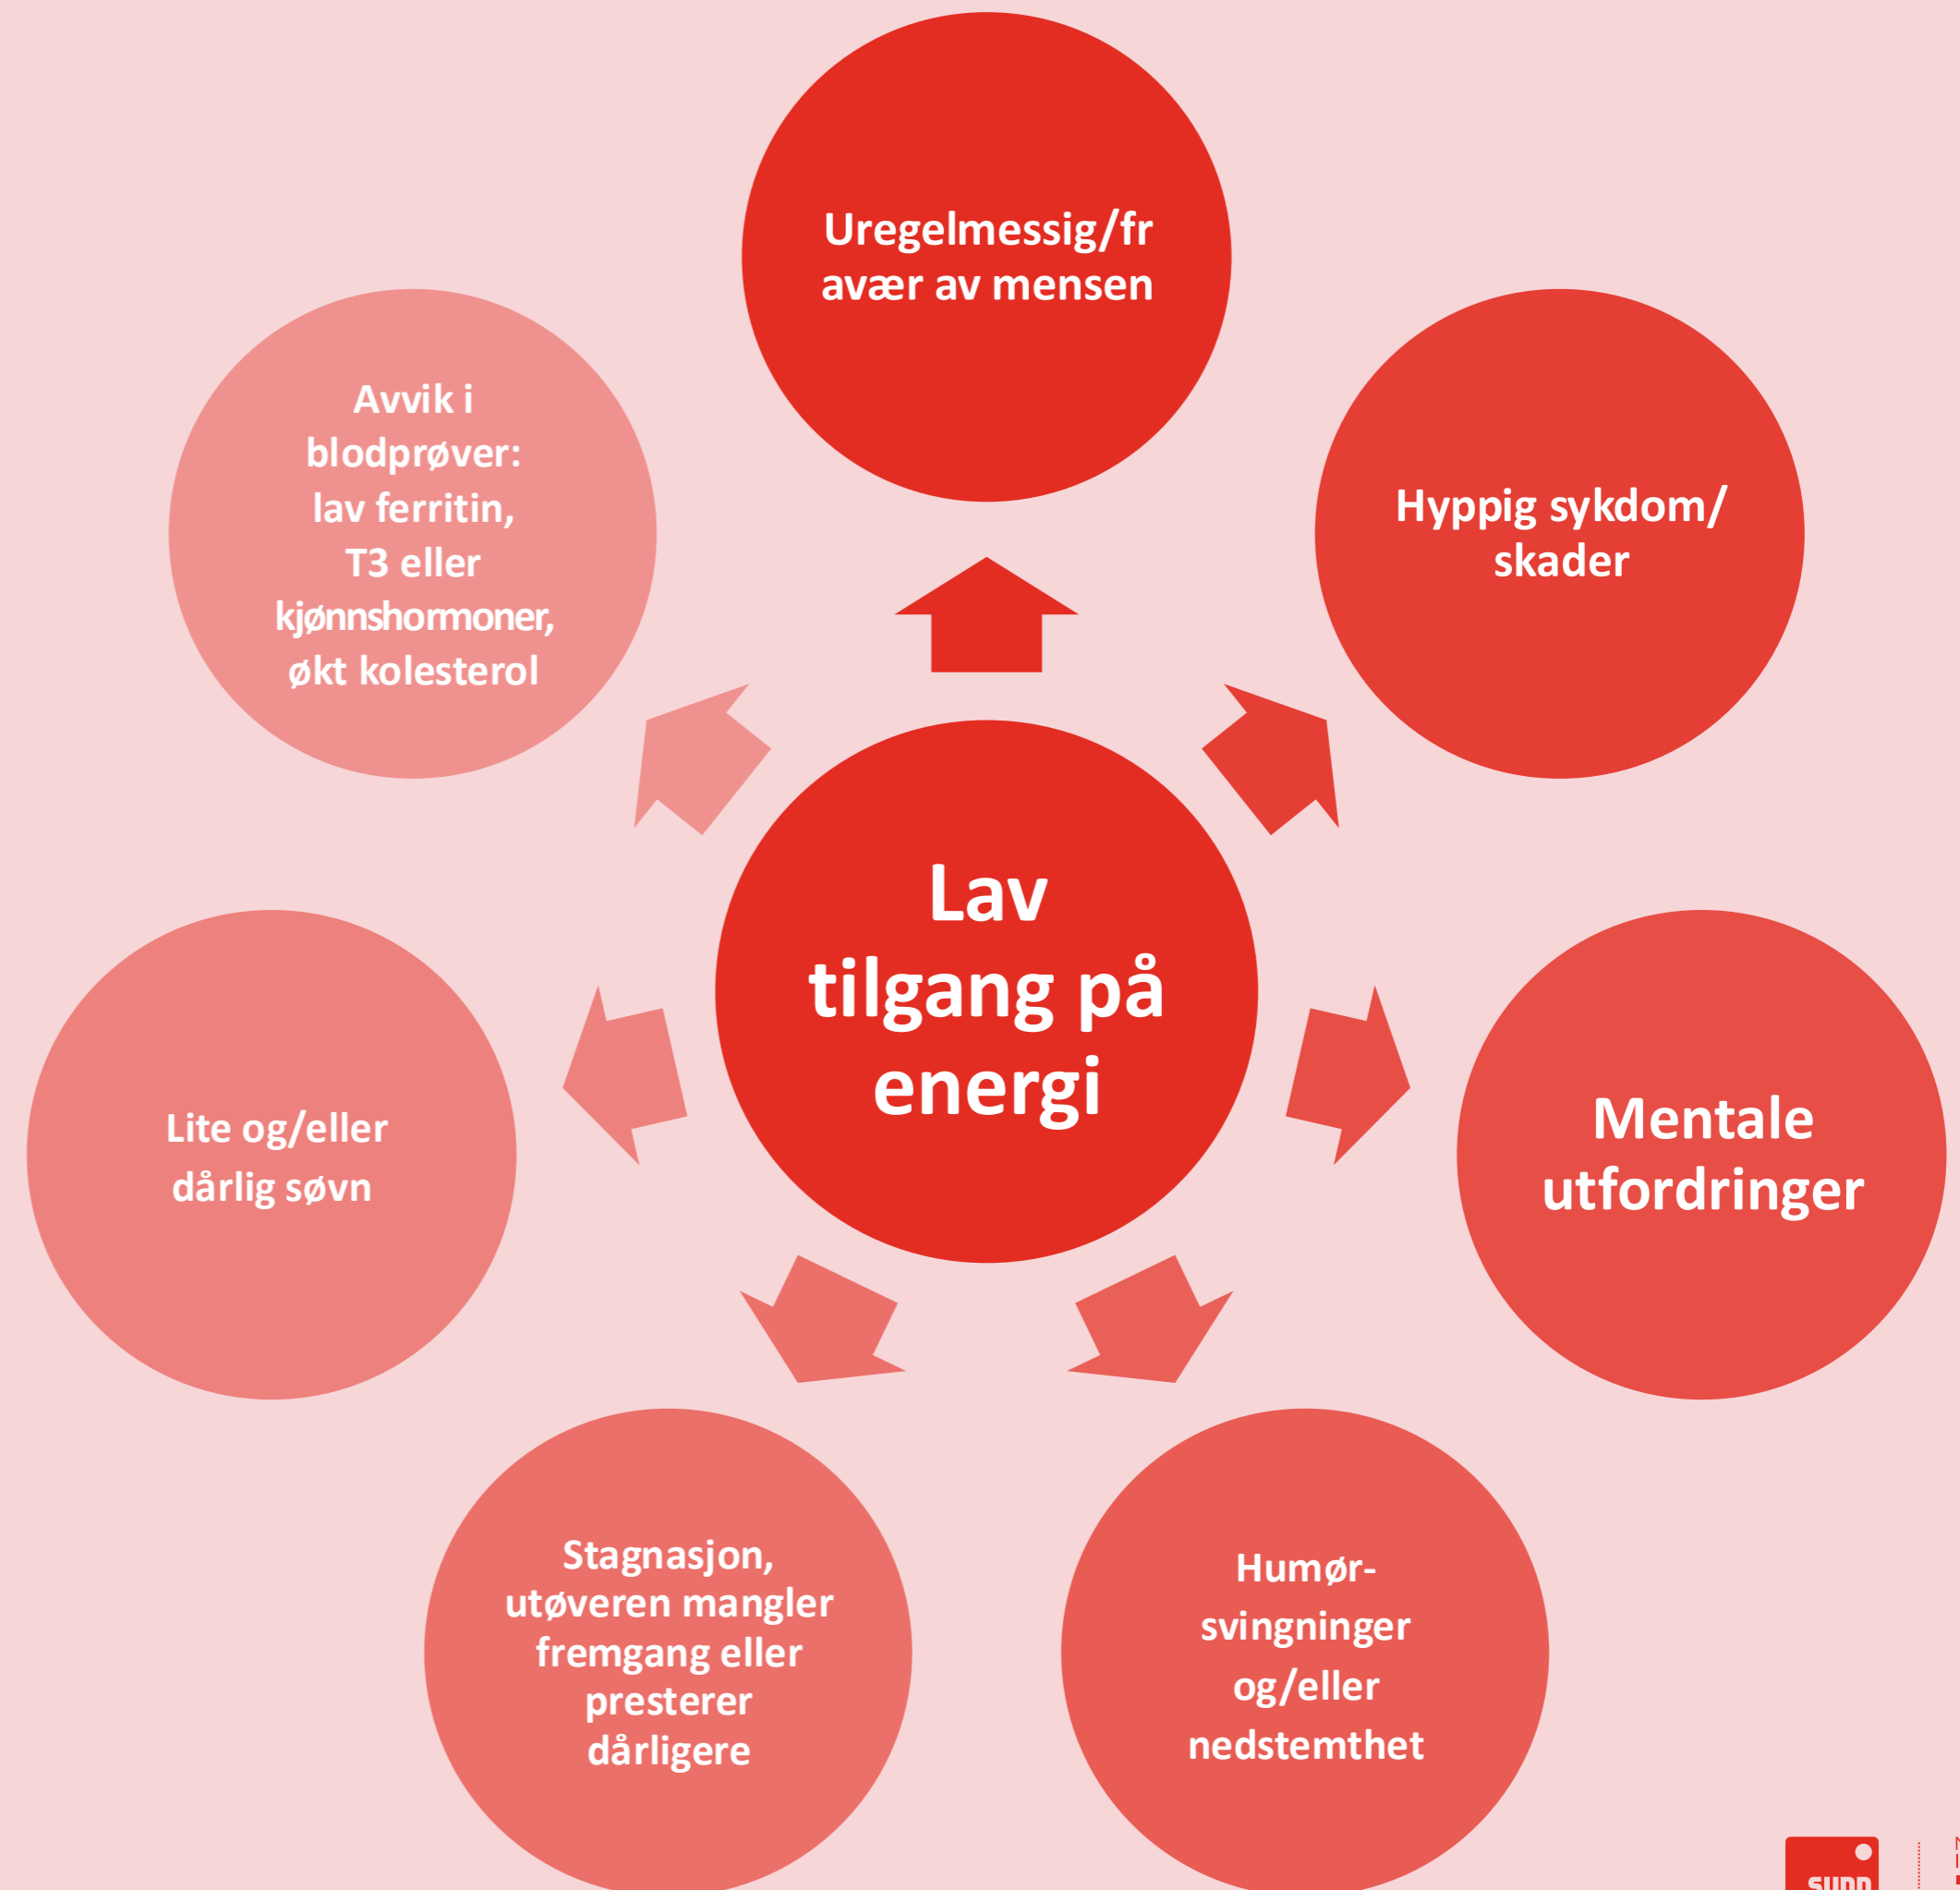 Uregelmessig/fr
avær av mensen
Hyppig sykdom/
skader
Mentale
utfordringer
Humør-
svingninger
og/eller
nedstemthet
Stagnasjon,
utøveren mangler
fremgang eller
presterer
dårligere
Lite og/eller
dårlig søvn
Avvik i
blodprøver:
lav ferritin,
T3 eller
kjønnshormoner,
økt kolesterol
Lav
tilgang på
energi